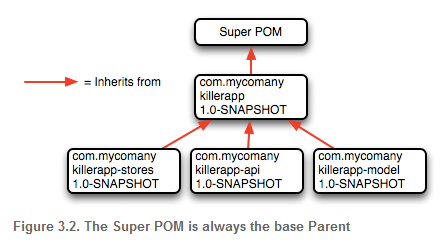 Super POM
= Inherits from
com.mycomany
killerapp
1.0-SNAPSHOT
com.mycomany
killerapp-stores
1.0-SNAPSHOT
com.mycomany
killerapp-api
1.0-SNAPSHOT
com.mycomany
killerapp-model
1.0-SNAPSHOT
Figure 3.2. The Super POM is always the base Parent